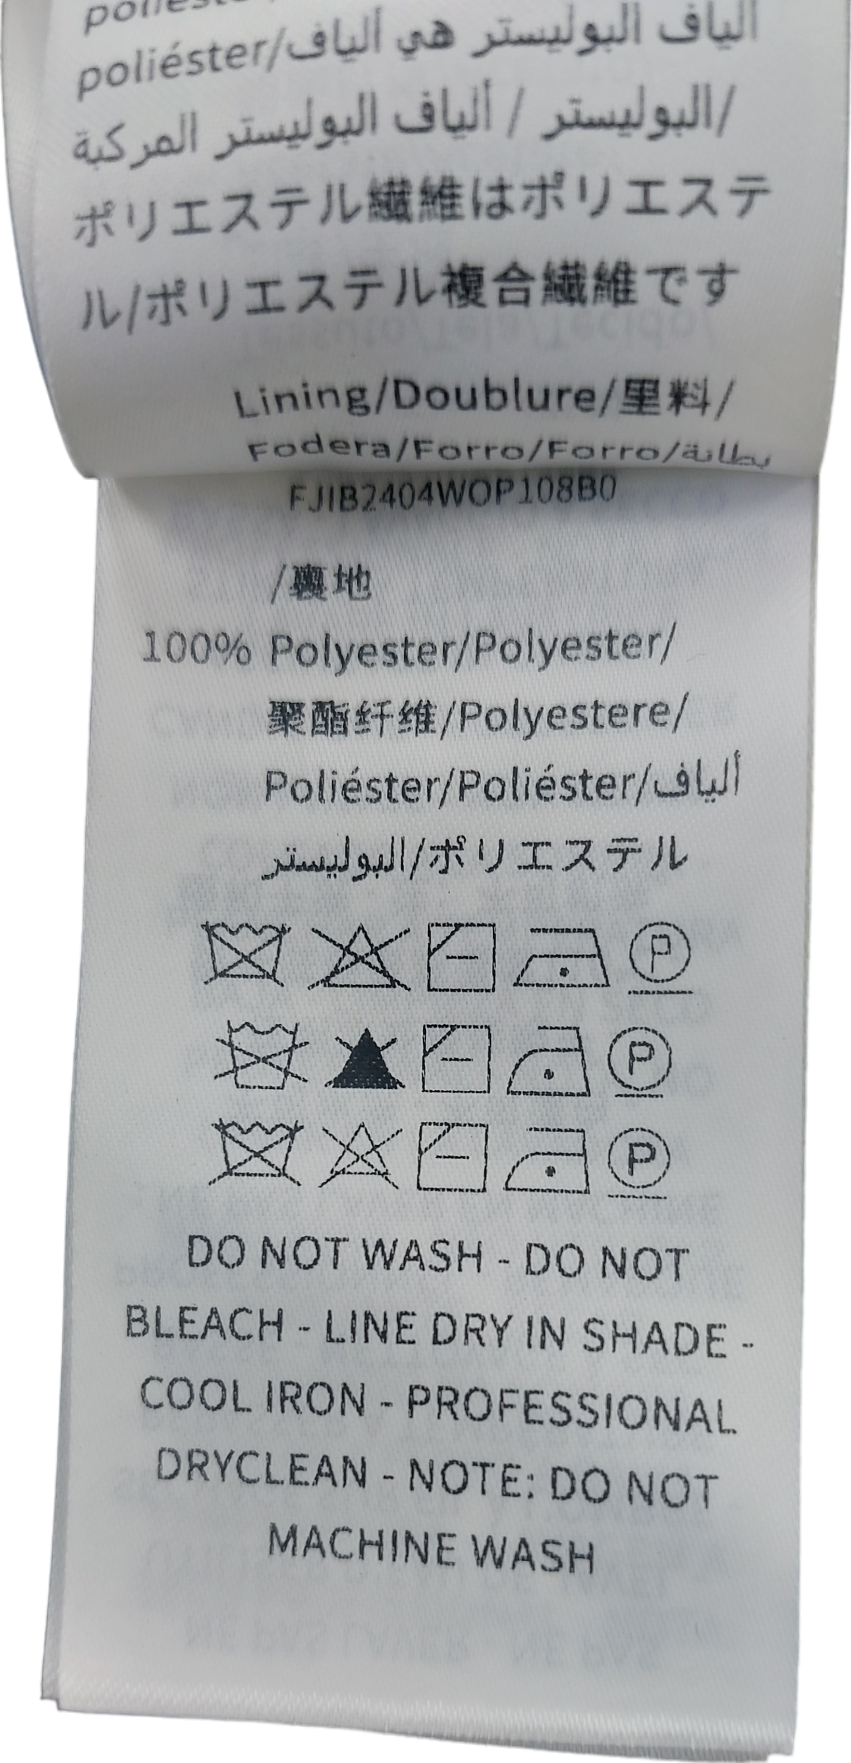 poliéster/ألياف البوليستر هي ألياف
البوليستر / ألياف البوليستر المركبة/
ポリエステル繊維はポリエステ
ル/ポリエステル複合繊維です
Lining/Doublure/里料/
Fodera/Forro/Forro/بطانة
FJIB2404WOP108B0
/裏地
100% Polyester/Polyester/
聚酯纤维/Polyestere/
Poliéster/Poliéster/ألياف
البوليستر/ポリエステル
P
P
P
DO NOT WASH - DO NOT
BLEACH - LINE DRY IN SHADE -
COOL IRON - PROFESSIONAL
DRYCLEAN - NOTE: DO NOT
MACHINE WASH